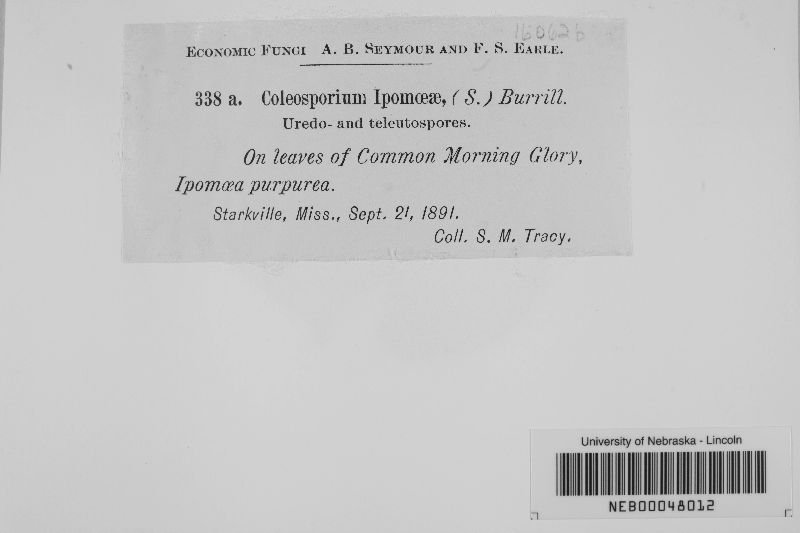 160626
Economic Fungi A. B. Seymour and F. S. Earle.
338 a. Coleosporium Ipomœæ, (S.) Burrill.
Uredo- and teleutospores.
On leaves of Common Morning Glory,
Ipomœa purpurea.
Starkville, Miss., Sept. 21, 1891.
Coll. S. M. Tracy.
University of Nebraska - Lincoln
NEB00048012